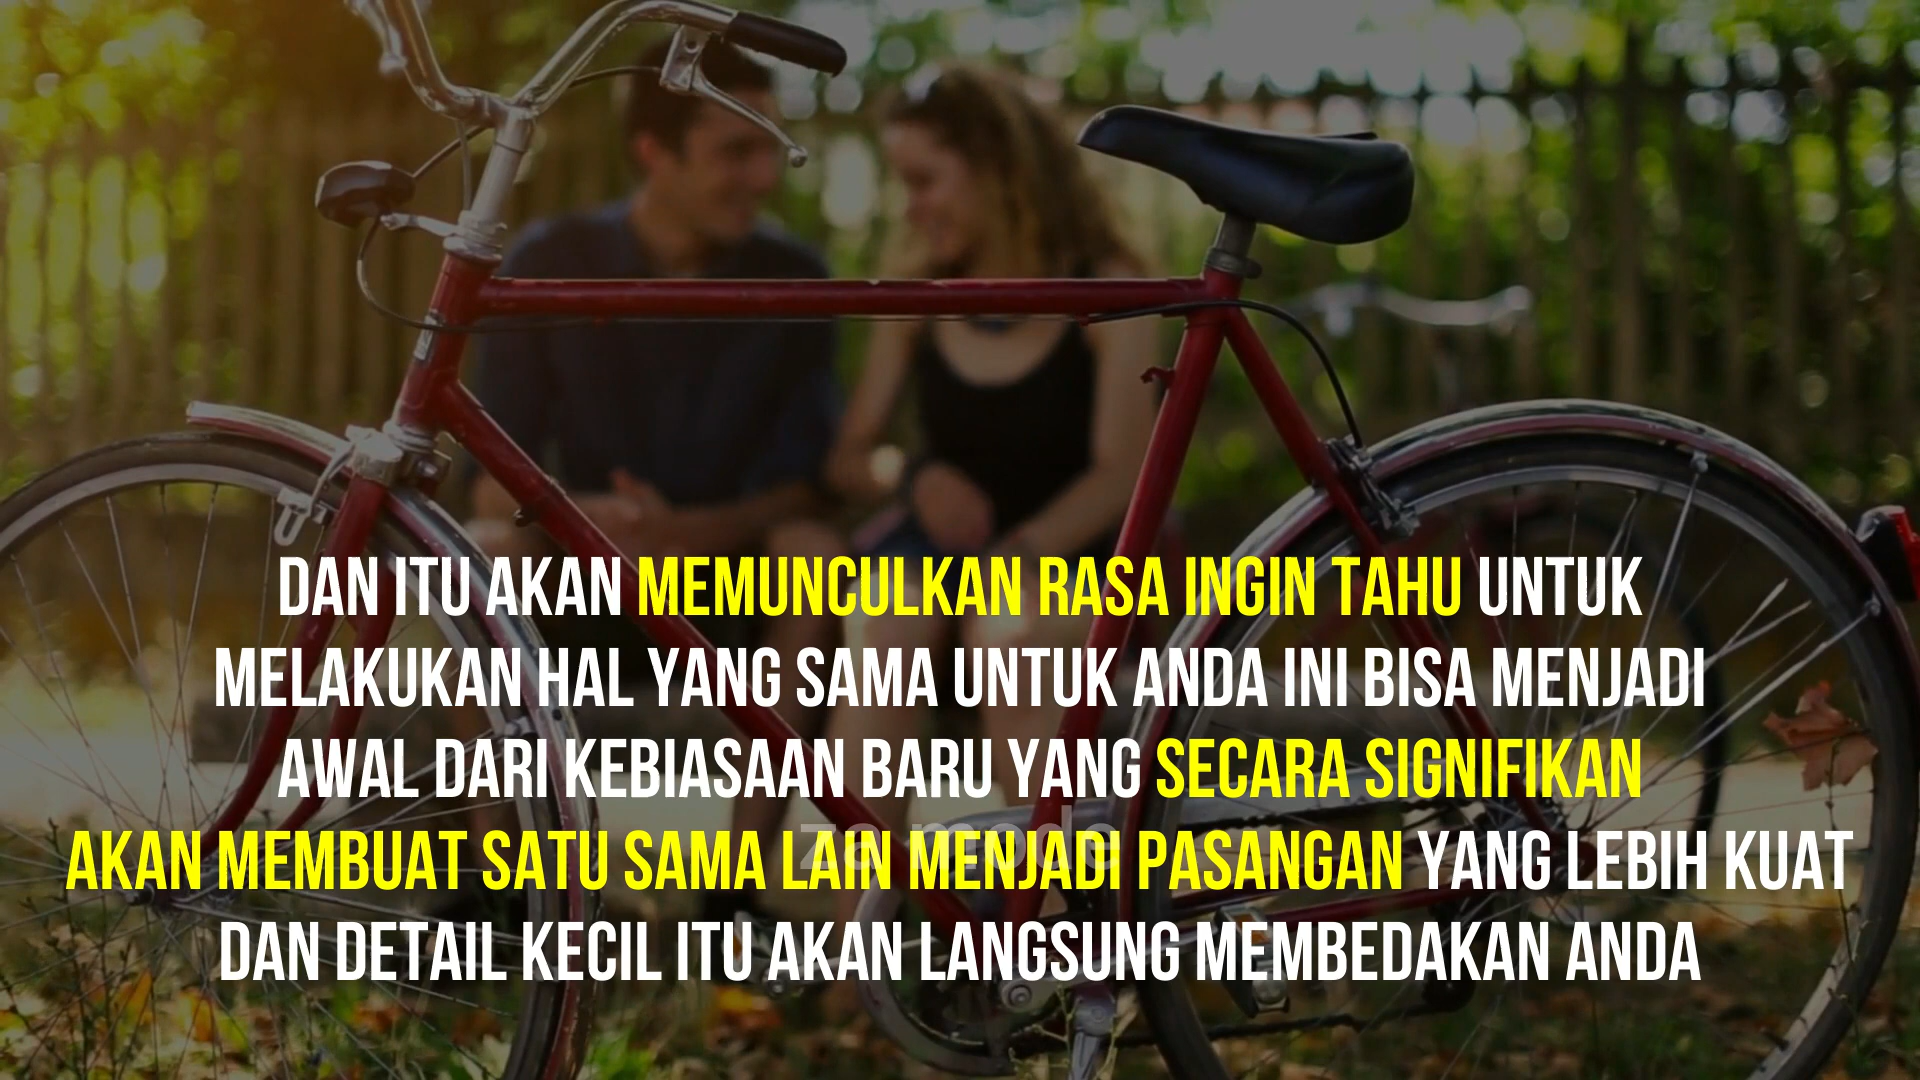 DAN ITU AKAN MEMUNCULKAN RASA INGIN TAHU UNTUK
MELAKUKAN HAL YANG SAMA UNTUK ANDA INI BISA MENJADI
AWAL DARI KEBIASAAN BARU YANG SECARA SIGNIFIKAN
AKAN MEMBUAT SATU SAMA LAIN MENJADI PASANGAN YANG LEBIH KUAT
DAN DETAIL KECIL ITU AKAN LANGSUNG MEMBEDAKAN ANDA